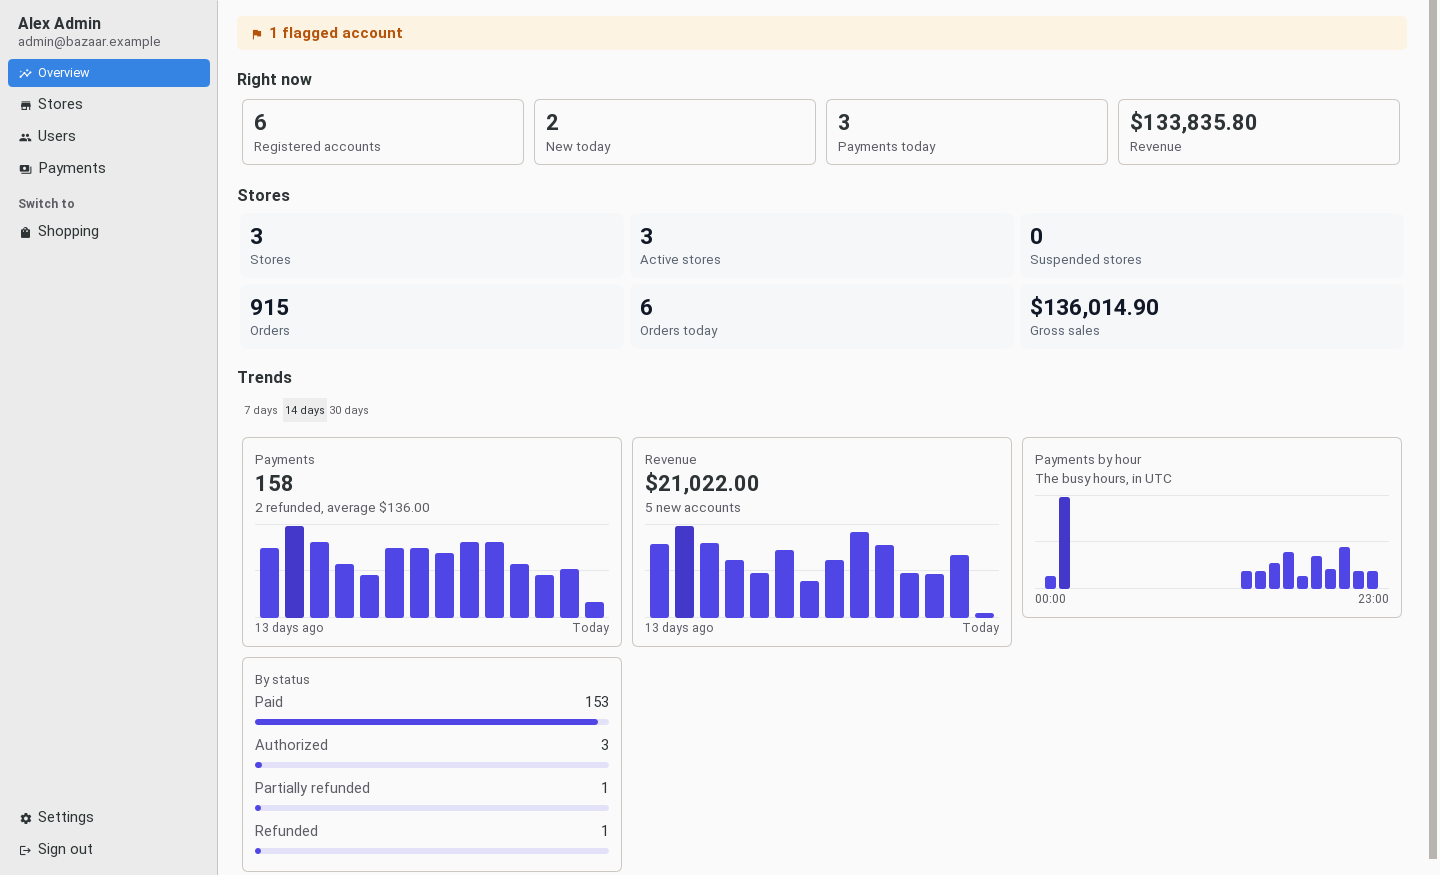 Alex Admin
admin@bazaar.example
Overview
Stores
Users
Payments
Switch to
Shopping
Settings
Sign out
1 flagged account
Right now
6
Registered accounts
2
New today
3
Payments today
$133,835.80
Revenue
Stores
3
Stores
3
Active stores
0
Suspended stores
915
Orders
6
Orders today
$136,014.90
Gross sales
Trends
7 days 14 days 30 days
Payments
158
2 refunded, average $136.00
13 days ago Today
Revenue
$21,022.00
5 new accounts
13 days ago Today
Payments by hour
The busy hours, in UTC
00:00 23:00
By status
Paid 153
Authorized 3
Partially refunded 1
Refunded 1